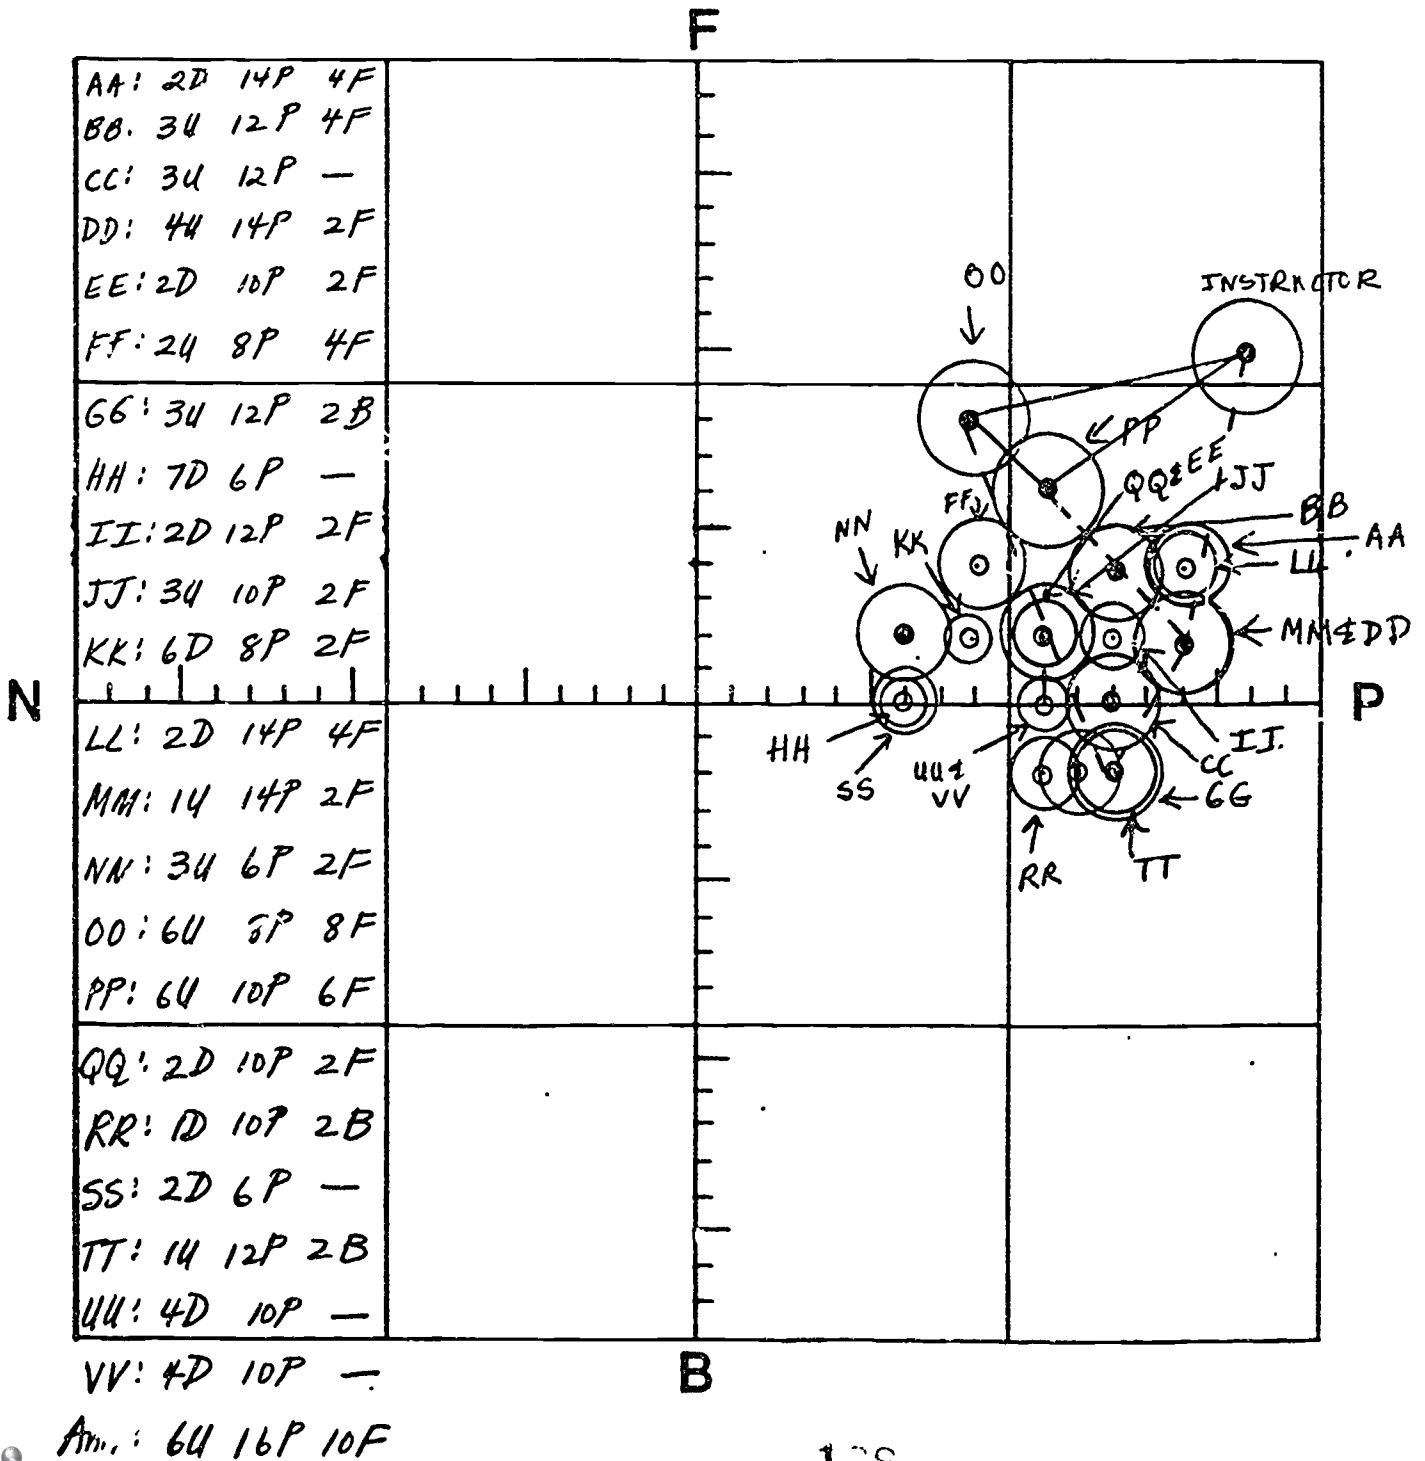 F
AA: 2D 14P 4F
BB. 3U 12P 4F
CC: 3U 12P —
DD: 4U 14P 2F
EE: 2D 10P 2F
FF: 2U 8P 4F
GG: 3U 12P 2B
HH: 7D 6P —
II: 2D 12P 2F
JJ: 3U 10P 2F
KK: 6D 8P 2F
LL: 2D 14P 4F
MM: 1U 14P 2F
NN: 3U 6P 2F
OO: 6U 8P 8F
PP: 6U 10P 6F
QQ: 2D 10P 2F
RR: 1D 10P 2B
SS: 2D 6P —
TT: 1U 12P 2B
UU: 4D 10P —
VV: 4D 10P —
6U 16P 10F
N
P
B
OO
INSTRUCTOR
PP
QQ & EE
JJ
FF
BB
AA
LL
NN
KK
MM & DD
HH
SS
UU &
VV
II.
CC
GG
RR
TT